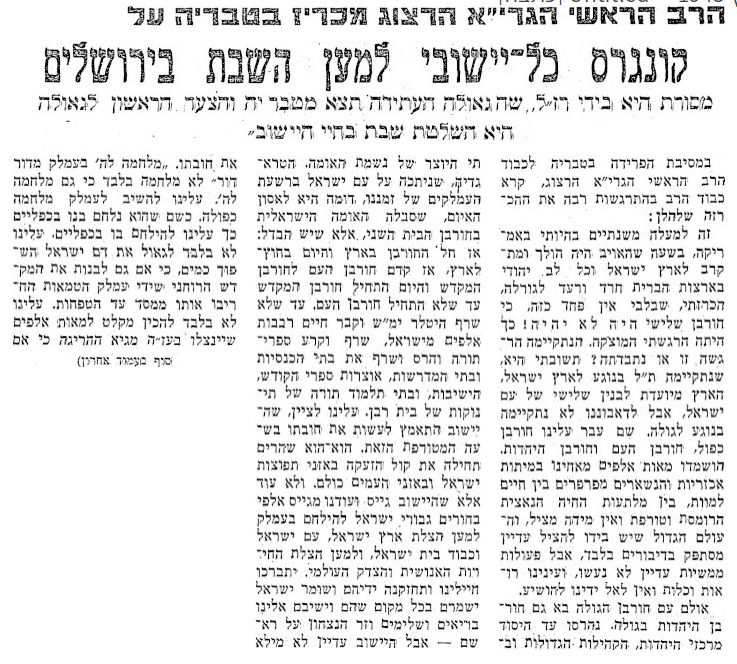 הרב הראשי הגרי״א הרצוג מכריז בטבריה על
קונגרס כל־יישובי למען השבת בירושלים
מסורת היא בידי רז״ל, שהגאולה העתידה תצא מטבריה והצעד הראשון לגאולה
היא השלטת שבת בחיי היישוב״
במסיבת הפרידה בטבריה לכבוד
הרב הראשי הגרי״א הרצוג, קרא
כבוד הרב בהתרגשות רבה את ההכ־
רזה שלהלן:
זה למעלה משנתיים בהיותי באמ־
ריקה, בשעה שהאויב היה הולך ומת־
קרב לארץ ישראל וכל לב יהודי
בארצות הברית חרד ורעד לגורלה,
הכרזתי, שבלבי אין פחד כזה, כי
חורבן שלישי היה לא יהיה! כך
היתה הרגשתי המוצקה. הנתקיימה הר־
גשה זו או נתבדתה? תשובתי היא,
שנתקיימה ת״ל בנוגע לארץ ישראל,
הארץ מיועדת לבנין שלישי של עם
ישראל, אבל לדאבוננו לא נתקיימה
בנוגע לגולה. שם עבר עלינו חורבן
כפול, חורבן העם וחורבן היהדות.
הושמדו מאות אלפים מאחינו במיתות
אכזריות והנשארים מפרפרים בין חיים
למוות, בין מלתעות החיה הנאצית
הרומסת וטורפת ואין מידה מציל, וה־
עולם הגדול שיש בידו להציל עדיין
מסתפק בדיבורים בלבד, אבל פעולות
ממשיות עדיין לא נעשו, ועינינו רו־
אות וכלות ואין לאל ידינו להושיע.
אולם עם חורבן הגולה בא גם חור־
בן היהדות בגולה. נהרסו עד היסוד
מרכזי היהדות, הקהילות הגדולות וב־
תי היוצר של נשמת האומה. הטרא־
גדיה, שניתכה על עם ישראל ברשעת
העמלקים של זמננו, דומה היא לאסון
האיום, שסבלה האומה הישראלית
בחורבן הבית השני, אלא שיש הבדל:
אז חל החורבן בארץ והיום בחוץ־
לארץ, אז קדם חורבן העם לחורבן
המקדש והיום התחיל חורבן המקדש
עד שלא התחיל חורבן העם. עד שלא
שרף היטלר ימ״ש וקבר חיים רבבות
אלפים מישראל, שרף וקרע ספרי־
תורה והרס ושרף את בתי הכנסיות
ובתי המדרשות, אוצרות ספרי הקודש,
הישיבות, ובתי תלמוד תורה של תי־
נוקות של בית רבן. עלינו לציין, שה־
יישוב התאמץ לעשות את חובתו בש־
עה המטורפת הזאת. הוא־הוא שהרים
תחילה את קול הזעקה באזני תפוצות
ישראל ובאזני העמים כולם. ולא עוד
אלא שהיישוב גייס ועודנו מגייס אלפי
בחורים גבורי ישראל להילחם בעמלק
למען הצלת ארץ ישראל, עם ישראל
וכבוד בית ישראל, ולמען הצלת החי־
רות האנושית והצדק העולמי. יתברכו
חיילינו ותחזקנה ידיהם ושומר ישראל
ישמרם בכל מקום שהם וישיבם אלינו
בריאים ושלימים וזר הנצחון על רא־
שם — אבל היישוב עדיין לא מילא
את חובתו. „מלחמה לה׳ בעמלק מדור
דור״ לא מלחמה בלבד כי גם מלחמה
לה׳. עלינו להשיב לעמלק מלחמה
כפולה. כשם שהוא נלחם בנו בכפליים
כך עלינו להילחם בו בכפליים. עלינו
לא בלבד לגאול את דם ישראל הש־
פוך כמים, כי אם גם לבנות את המק־
דש הרוחני שידי עמלק הטמאות הח־
ריבו אותו ממסד עד הטפחות. עלינו
לא בלבד להכין מקלט למאות אלפים
שיינצלו בעז״ה מגיא ההריגה כי אם
סוף בעמוד אחרון)